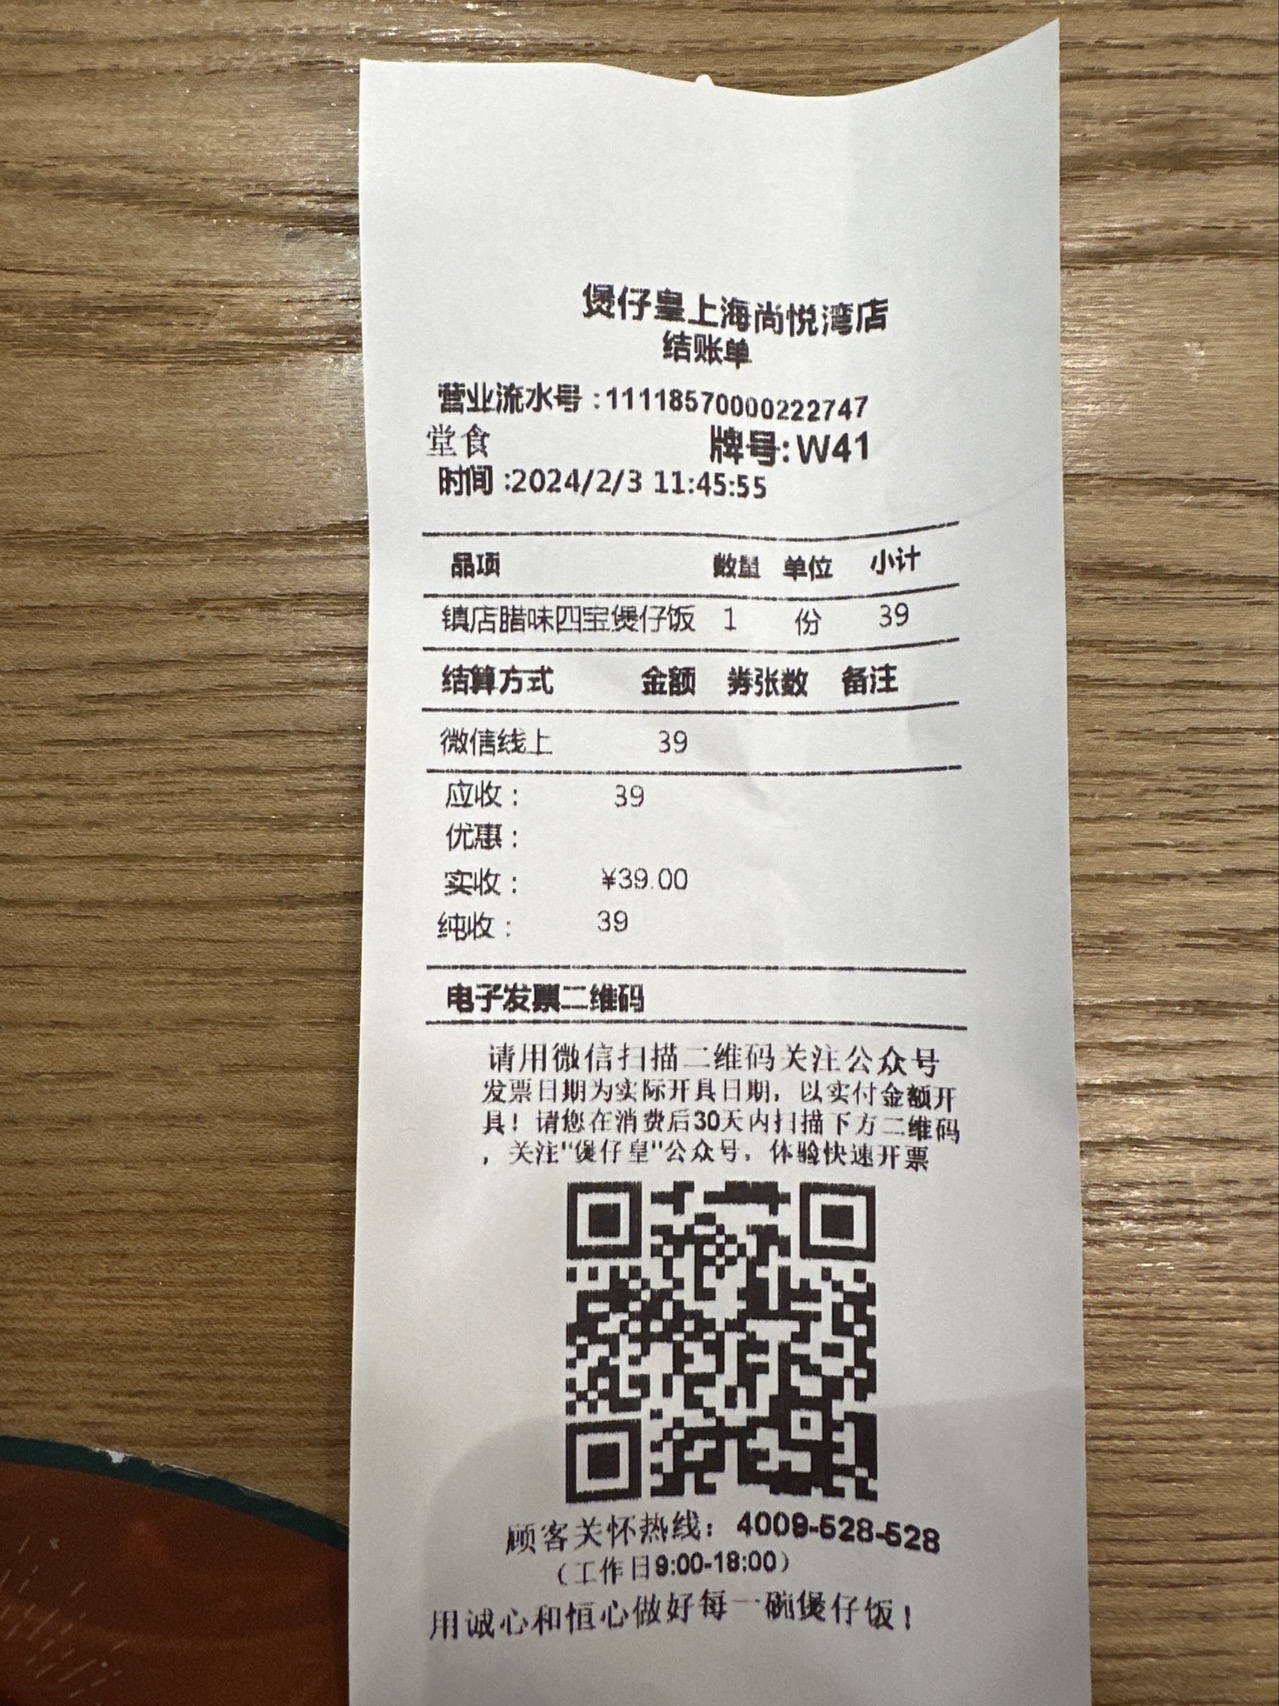 煲仔皇上海尚悦湾店
结账单
营业流水号:11118570000222747
堂食 牌号:W41
时间:2024/2/3 11:45:55
品项 数量 单位 小计
镇店腊味四宝煲仔饭 1 份 39
结算方式 金额 券张数 备注
微信线上 39
应收: 39
优惠:
实收: ¥39.00
纯收: 39
电子发票二维码
请用微信扫描二维码关注公众号
发票日期为实际开具日期，以实付金额开
具！请您在消费后30天内扫描下方二维码
，关注"煲仔皇"公众号，体验快速开票
顾客关怀热线：4009-528-528
（工作日9:00-18:00）
用诚心和恒心做好每一碗煲仔饭！